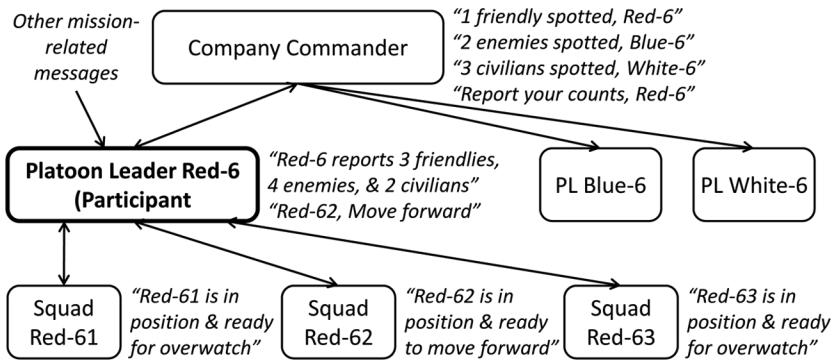 Other mission-
related
messages
Company Commander
“1 friendly spotted, Red-6”
“2 enemies spotted, Blue-6”
“3 civilians spotted, White-6”
“Report your counts, Red-6”
Platoon Leader Red-6
(Participant
“Red-6 reports 3 friendlies,
4 enemies, & 2 civilians”
“Red-62, Move forward”
PL Blue-6
PL White-6
Squad
Red-61
“Red-61 is in
position & ready
for overwatch”
Squad
Red-62
“Red-62 is in
position & ready
to move forward”
Squad
Red-63
“Red-63 is in
position & ready
for overwatch”